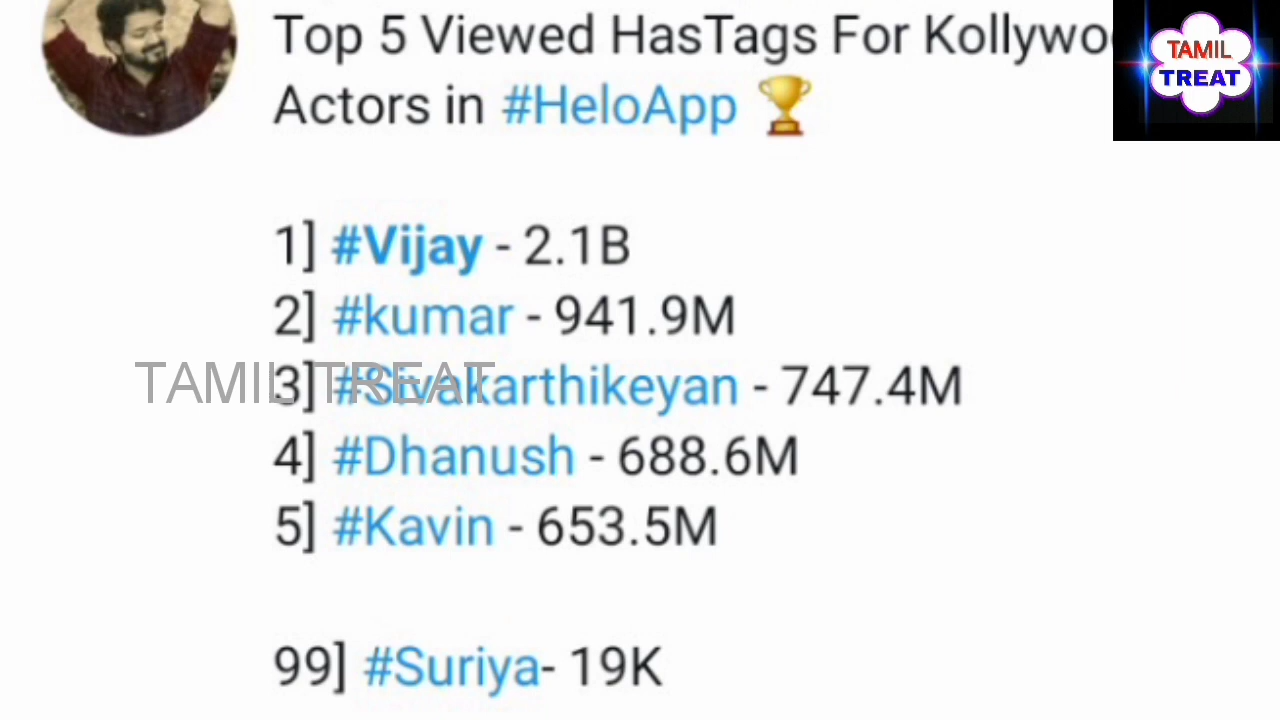 Top 5 Viewed HasTags For Kollywo
Actors in #HeloApp 🏆
TAMIL
TREAT
1] #Vijay - 2.1B
2] #kumar - 941.9M
3] #Sivakarthikeyan - 747.4M
TAMIL TREAT
4] #Dhanush - 688.6M
5] #Kavin - 653.5M
99] #Suriya- 19K